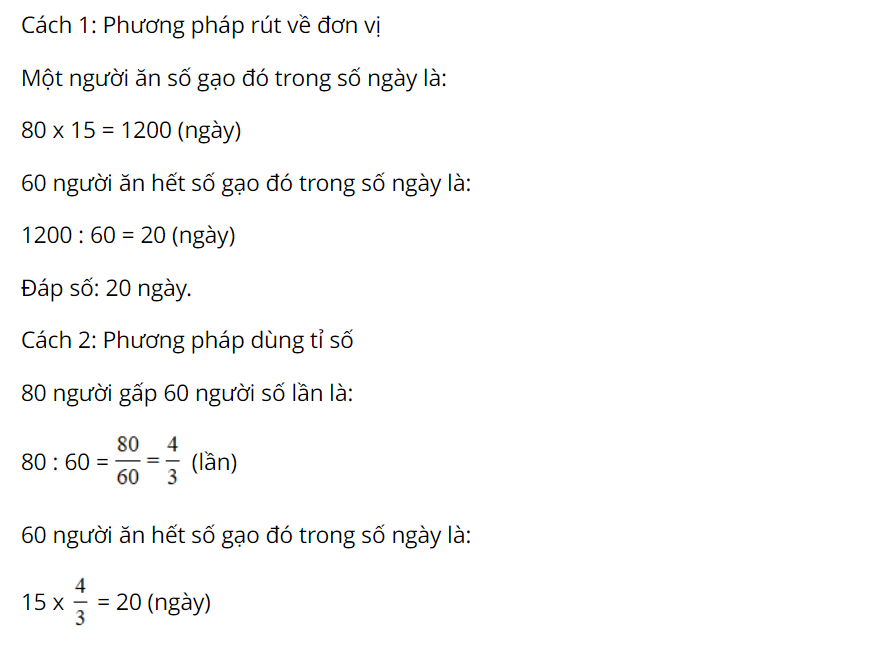 Cách 1: Phương pháp rút về đơn vị
Một người ăn số gạo đó trong số ngày là:
80 x 15 = 1200 (ngày)
60 người ăn hết số gạo đó trong số ngày là:
1200 : 60 = 20 (ngày)
Đáp số: 20 ngày.
Cách 2: Phương pháp dùng tỉ số
80 người gấp 60 người số lần là:
80 : 60 = 80/60 = 4/3 (lần)
60 người ăn hết số gạo đó trong số ngày là:
15 x 4/3 = 20 (ngày)